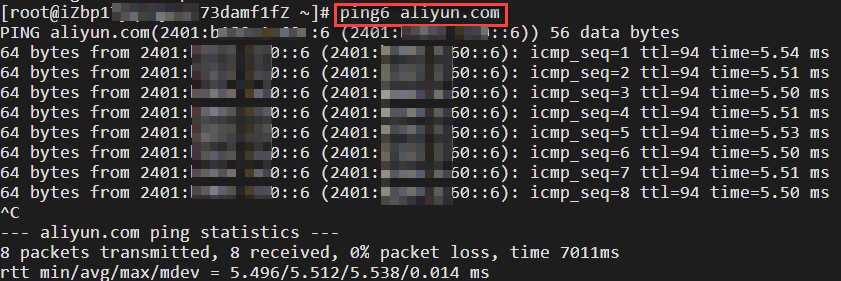 [root@iZbp1 73damf1fZ ~]# ping6 aliyun.com
PING aliyun.com(2401:b :6 (2401: ::6)) 56 data bytes
64 bytes from 2401: 0::6 (2401: 60::6): icmp_seq=1 ttl=94 time=5.54 ms
64 bytes from 2401: 0::6 (2401: 60::6): icmp_seq=2 ttl=94 time=5.51 ms
64 bytes from 2401: 0::6 (2401: 60::6): icmp_seq=3 ttl=94 time=5.50 ms
64 bytes from 2401: 0::6 (2401: 60::6): icmp_seq=4 ttl=94 time=5.51 ms
64 bytes from 2401: 0::6 (2401: 60::6): icmp_seq=5 ttl=94 time=5.53 ms
64 bytes from 2401: 0::6 (2401: 60::6): icmp_seq=6 ttl=94 time=5.50 ms
64 bytes from 2401: 0::6 (2401: 60::6): icmp_seq=7 ttl=94 time=5.51 ms
64 bytes from 2401: 0::6 (2401: 60::6): icmp_seq=8 ttl=94 time=5.50 ms
^C
--- aliyun.com ping statistics ---
8 packets transmitted, 8 received, 0% packet loss, time 7011ms
rtt min/avg/max/mdev = 5.496/5.512/5.538/0.014 ms